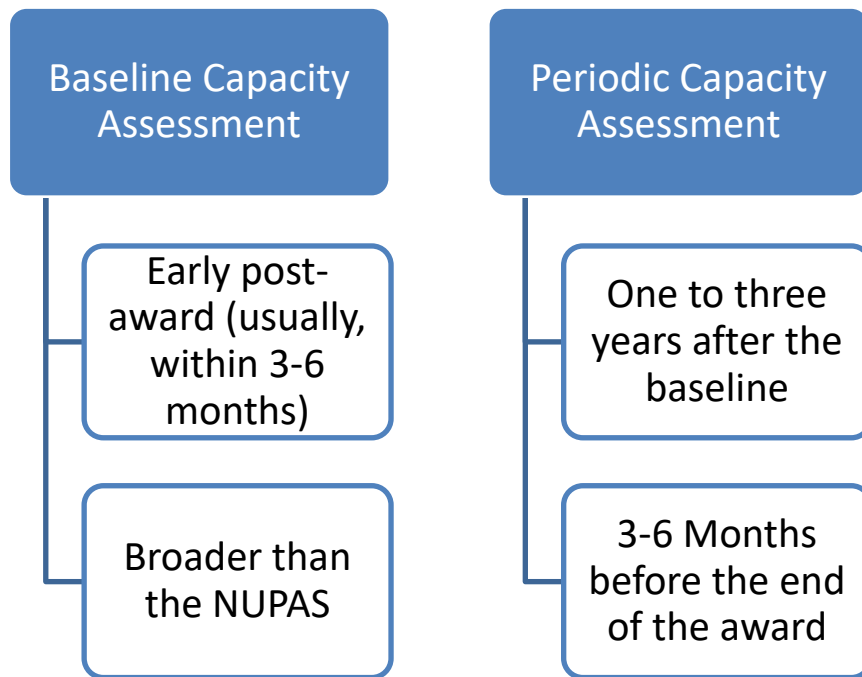 Baseline Capacity
Assessment
Early post-
award (usually,
within 3-6
months)
Broader than
the NUPAS
Periodic Capacity
Assessment
One to three
years after the
baseline
3-6 Months
before the end
of the award